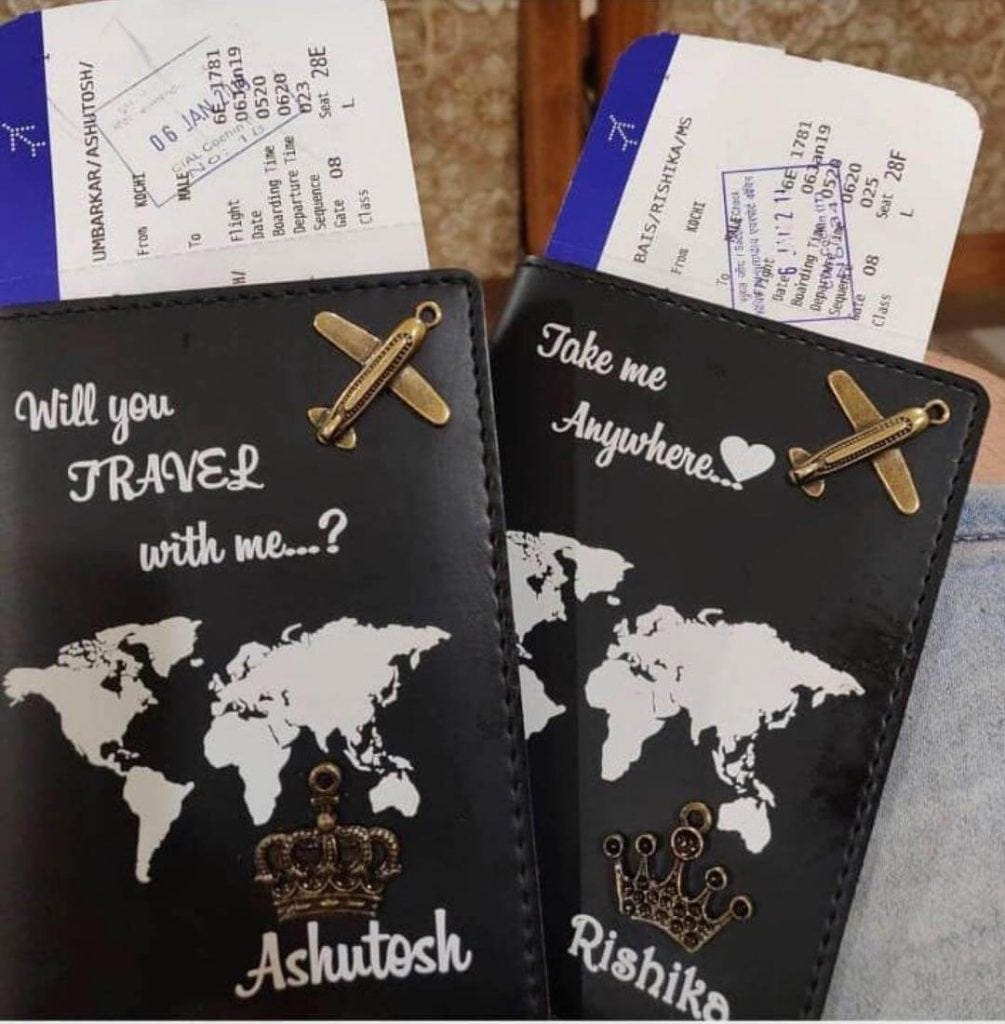 UMBARKAR/ASHUTOSH/
From KOCHI
To MALE
Flight 6E 1781
Date 06Jan19
Boarding Time 0520
Departure Time 0620
Sequence 023
Gate 08 Seat 28E
Class L
06 JAN
CIAL Cochin
H/
Will you
TRAVEL
with me...?
Ashutosh
BAIS/RISHIKA/MS
From KOCHI
To
Flight 6E 1781
Date 06Jan19
Boarding Time 0520
0620
Sequence 025
Gate 08 Seat 28F
Class L
Take me
Anywhere...
Rishika